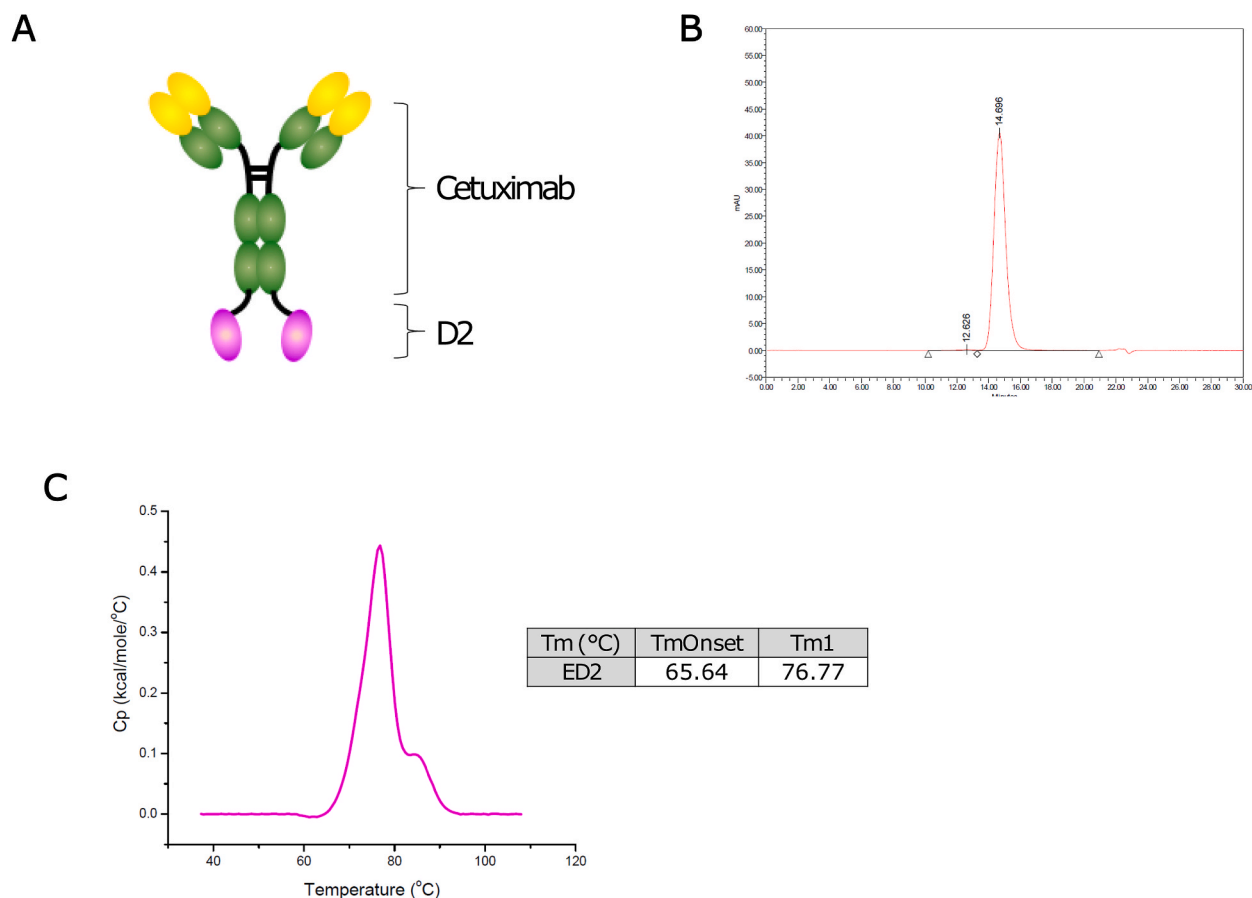 A
Cetuximab
D2
B
60.00
55.00
50.00
45.00
40.00
35.00
30.00
25.00
20.00
15.00
10.00
5.00
0.00
-5.00
mAU
12.626
14.696
0.00 2.00 4.00 6.00 8.00 10.00 12.00 14.00 16.00 18.00 20.00 22.00 24.00 26.00 28.00 30.00
Minutes
C
0.5
0.4
0.3
0.2
0.1
0.0
Cp (kcal/mole/°C)
40 60 80 100 120
Temperature (°C)
Tm (°C) TmOnset Tm1
ED2 65.64 76.77